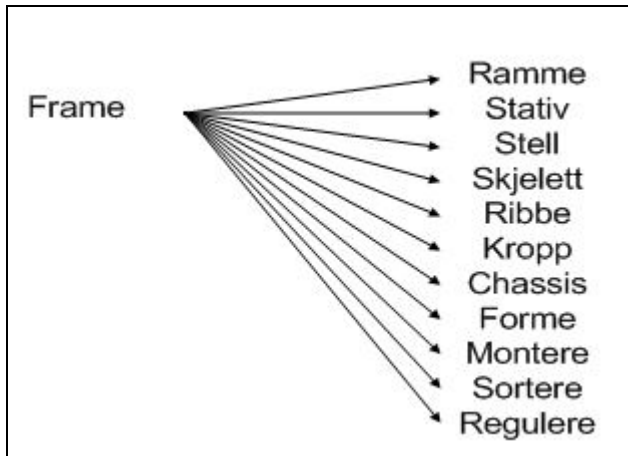 Ramme
Frame
Stativ
Stell
Skjelett
Ribbe
Kropp
Chassis
Forme
Montere
Sortere
Regulere